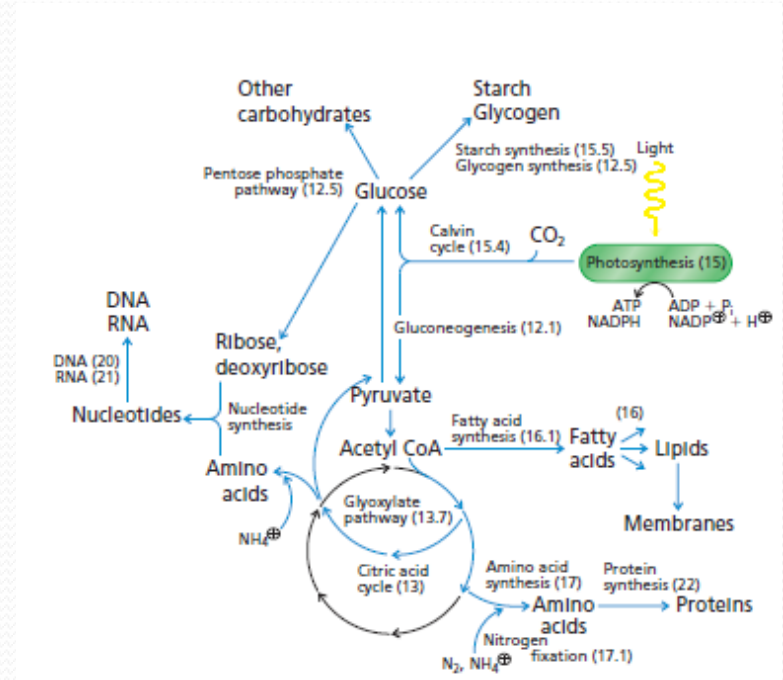 Other
carbohydrates
Starch
Glycogen
Starch synthesis (15.5)
Glycogen synthesis (12.5)
Light
Pentose phosphate
pathway (12.5)
Glucose
Calvin
cycle (15.4)
CO₂
Photosynthesis (15)
ATP
NADPH
ADP + Pᵢ
NADP⊕ + H⊕
DNA
RNA
Gluconeogenesis (12.1)
Ribose,
deoxyribose
DNA (20)
RNA (21)
Pyruvate
Nucleotides
Nucleotide
synthesis
Fatty acid
synthesis (16.1)
(16)
Acetyl CoA
Fatty
acids
Lipids
Amino
acids
Glyoxylate
pathway (13.7)
Membranes
NH₄⊕
Citric acid
cycle (13)
Amino acid
synthesis (17)
Protein
synthesis (22)
Amino
acids
Proteins
Nitrogen
fixation (17.1)
N₂, NH₄⊕